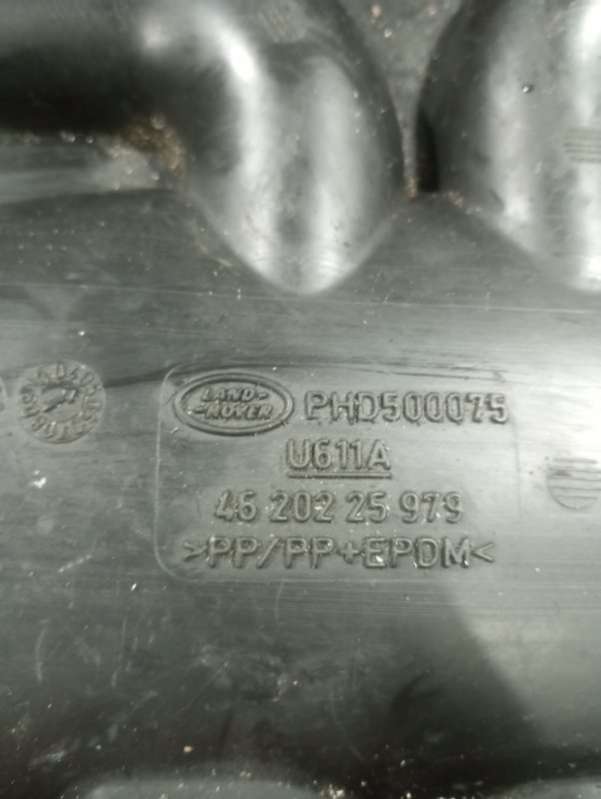 LAND-
ROVER
PHD500075
U611A
46 202 25 979
>PP/PP+EPDM<